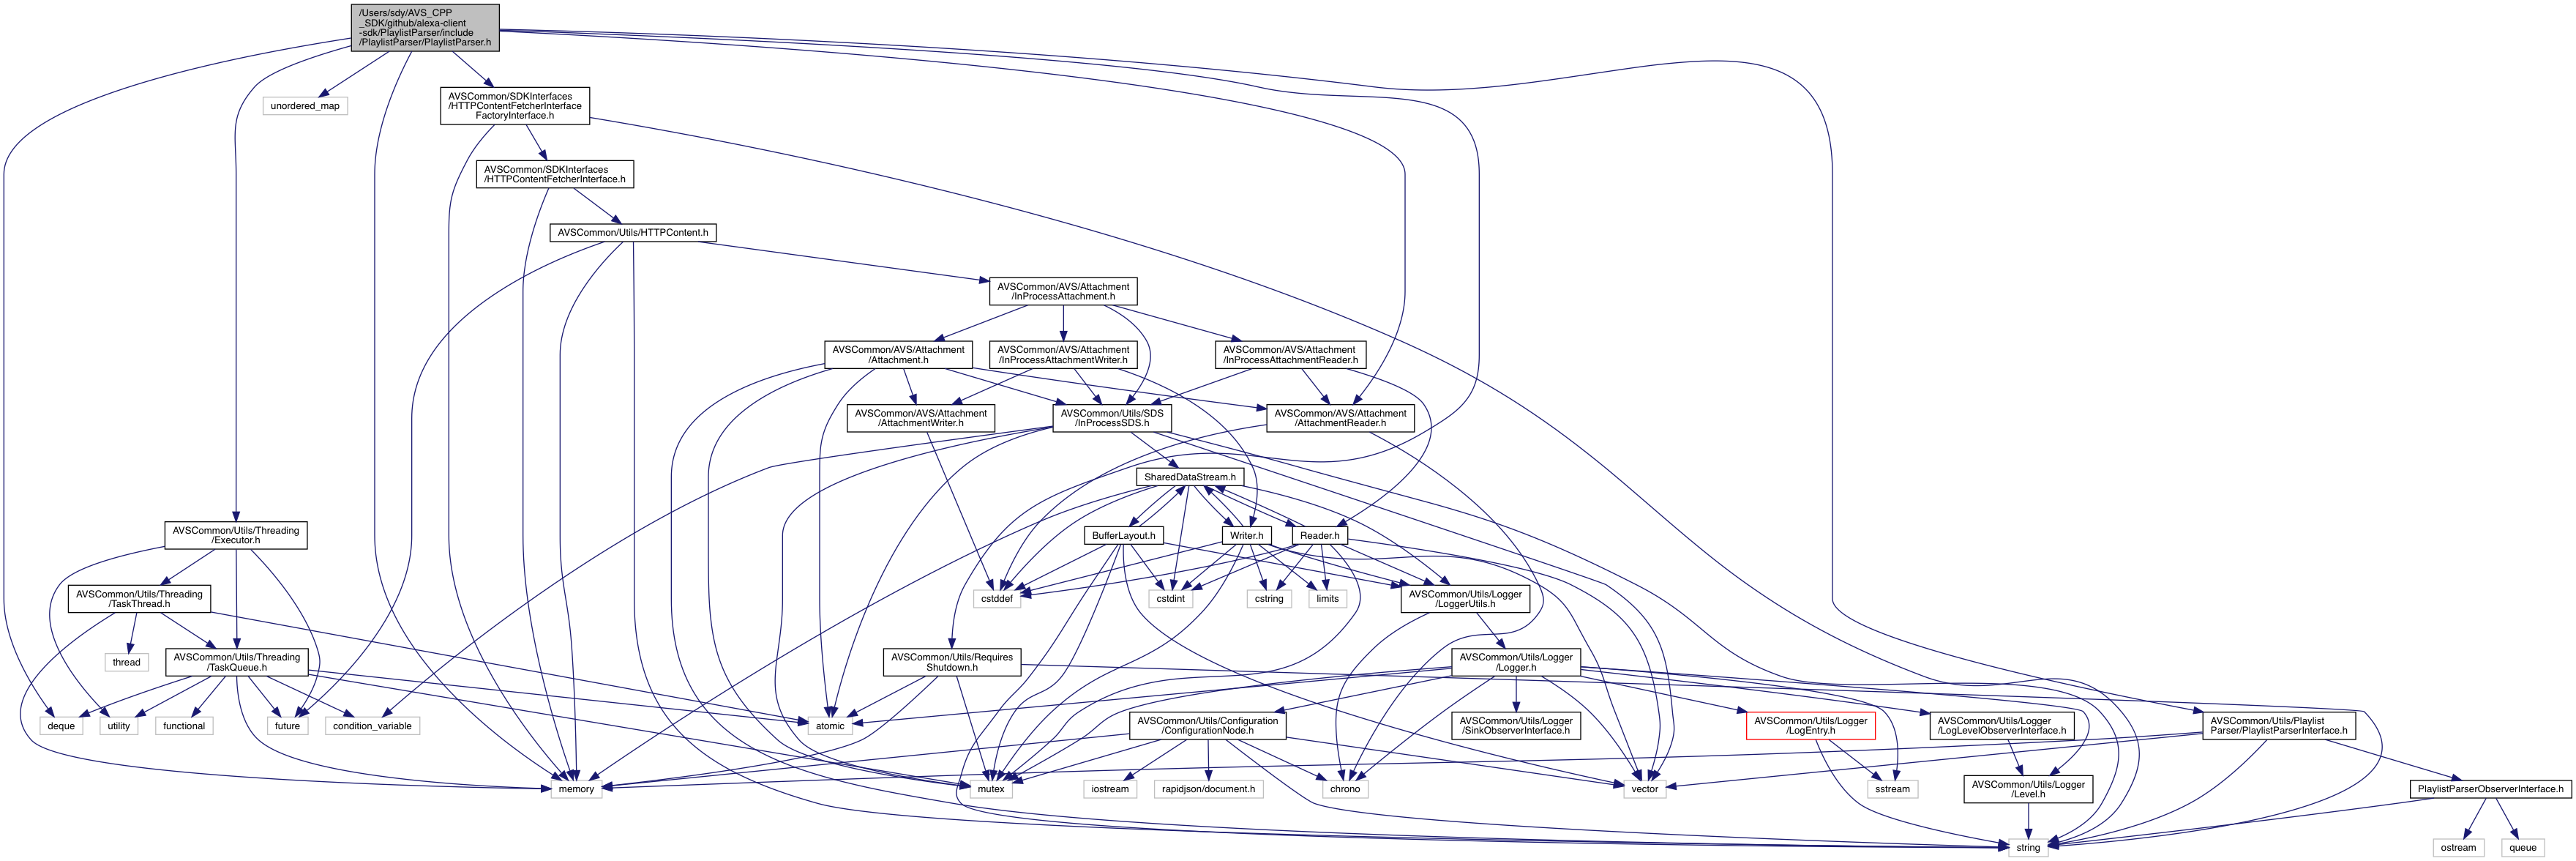 /Users/sdy/AVS_CPP
_SDK/github/alexa-client
-sdk/PlaylistParser/include
/PlaylistParser/PlaylistParser.h
unordered_map
AVSCommon/SDKInterfaces
/HTTPContentFetcherInterface
FactoryInterface.h
AVSCommon/SDKInterfaces
/HTTPContentFetcherInterface.h
AVSCommon/Utils/HTTPContent.h
AVSCommon/AVS/Attachment
/InProcessAttachment.h
AVSCommon/AVS/Attachment
/Attachment.h
AVSCommon/AVS/Attachment
/InProcessAttachmentWriter.h
AVSCommon/AVS/Attachment
/InProcessAttachmentReader.h
AVSCommon/AVS/Attachment
/AttachmentWriter.h
AVSCommon/Utils/SDS
/InProcessSDS.h
AVSCommon/AVS/Attachment
/AttachmentReader.h
SharedDataStream.h
AVSCommon/Utils/Threading
/Executor.h
BufferLayout.h
Writer.h
Reader.h
AVSCommon/Utils/Threading
/TaskThread.h
cstddef
cstdint
cstring
limits
AVSCommon/Utils/Logger
/LoggerUtils.h
thread
AVSCommon/Utils/Threading
/TaskQueue.h
AVSCommon/Utils/Requires
Shutdown.h
AVSCommon/Utils/Logger
/Logger.h
deque
utility
functional
future
condition_variable
atomic
AVSCommon/Utils/Configuration
/ConfigurationNode.h
AVSCommon/Utils/Logger
/SinkObserverInterface.h
AVSCommon/Utils/Logger
/LogEntry.h
AVSCommon/Utils/Logger
/LogLevelObserverInterface.h
AVSCommon/Utils/Playlist
Parser/PlaylistParserInterface.h
memory
mutex
iostream
rapidjson/document.h
chrono
vector
sstream
AVSCommon/Utils/Logger
/Level.h
PlaylistParserObserverInterface.h
string
ostream
queue